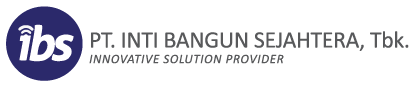 ibs
PT. INTI BANGUN SEJAHTERA, Tbk.
INNOVATIVE SOLUTION PROVIDER